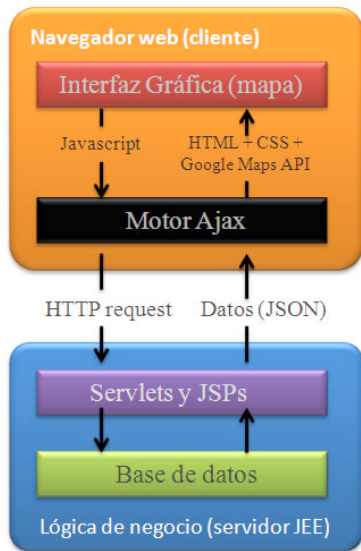 Navegador web (cliente)
Interfaz Gráfica (mapa)
Javascript
HTML + CSS +
Google Maps API
Motor Ajax
HTTP request
Datos (JSON)
Servlets y JSPs
Base de datos
Lógica de negocio (servidor JEE)